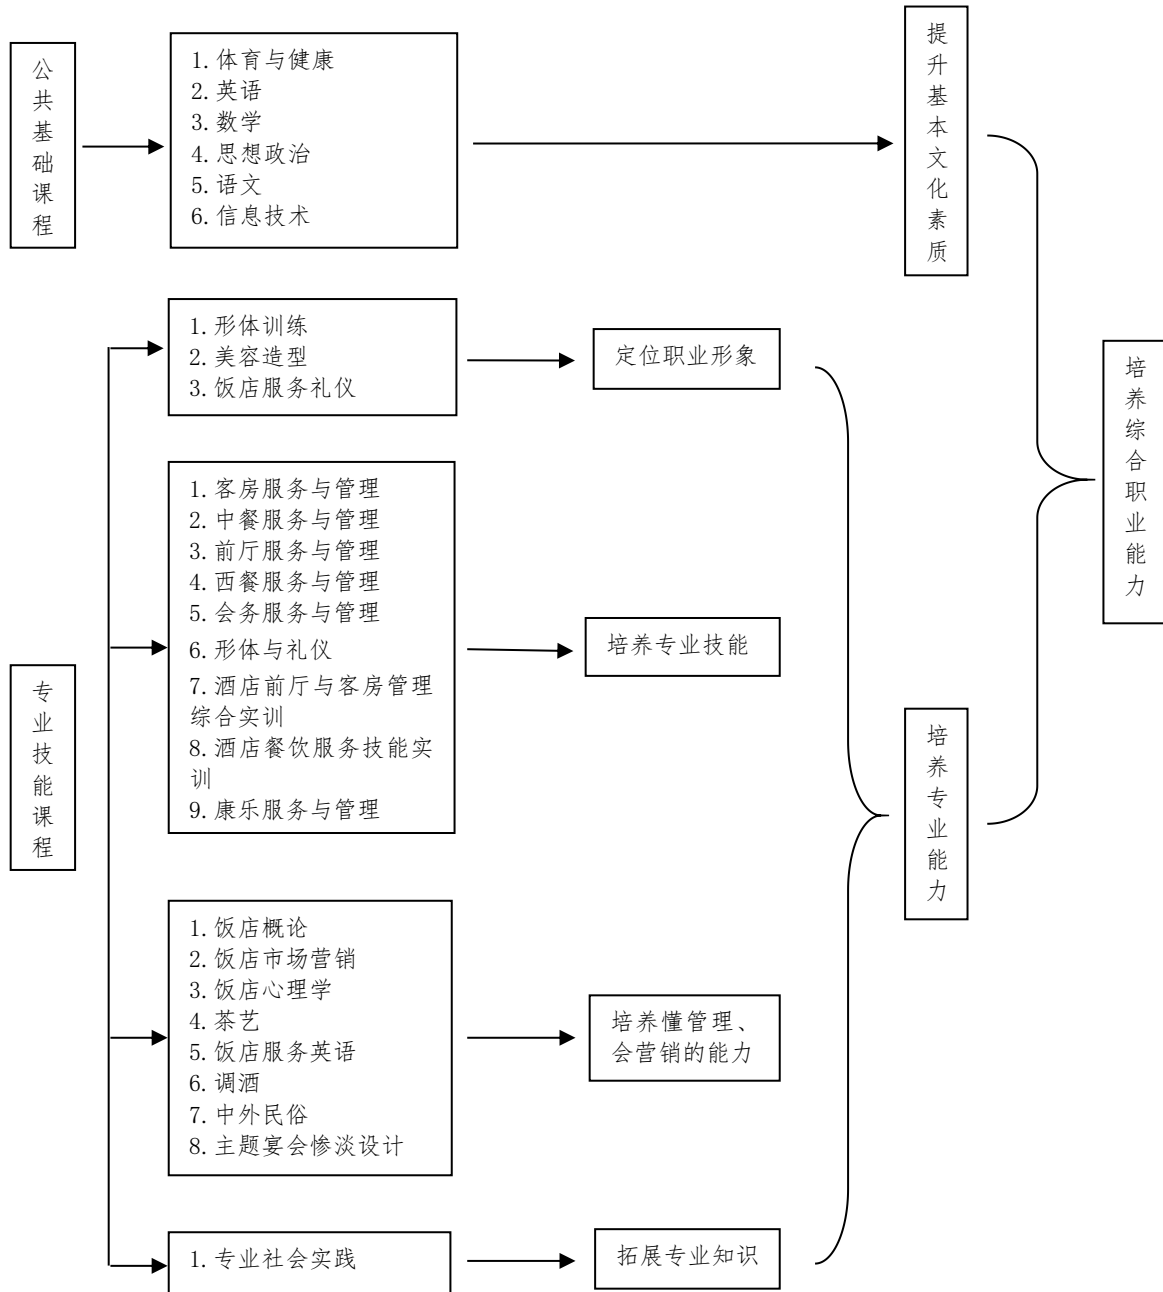 公共基础课程
1.体育与健康
2.英语
3.数学
4.思想政治
5.语文
6.信息技术
提升基本文化素质
专业技能课程
1.形体训练
2.美容造型
3.饭店服务礼仪
定位职业形象
1.客房服务与管理
2.中餐服务与管理
3.前厅服务与管理
4.西餐服务与管理
5.会务服务与管理
6.形体与礼仪
7.酒店前厅与客房管理
综合实训
8.酒店餐饮服务技能实
训
9.康乐服务与管理
培养专业技能
1.饭店概论
2.饭店市场营销
3.饭店心理学
4.茶艺
5.饭店服务英语
6.调酒
7.中外民俗
8.主题宴会惨淡设计
培养懂管理、
会营销的能力
1.专业社会实践
拓展专业知识
培养专业能力
培养综合职业能力